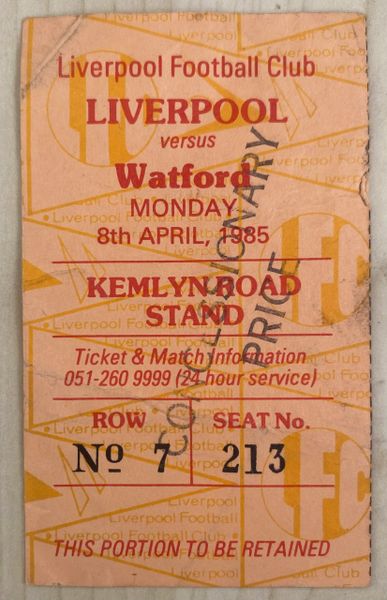 Liverpool Football Club
LIVERPOOL
versus
Watford
MONDAY
8th APRIL, 1985
KEMLYN ROAD
STAND
CONCESSIONARY
PRICE
Ticket & Match Information
051-260 9999 (24 hour service)
ROW
SEAT No.
No 7
213
THIS PORTION TO BE RETAINED